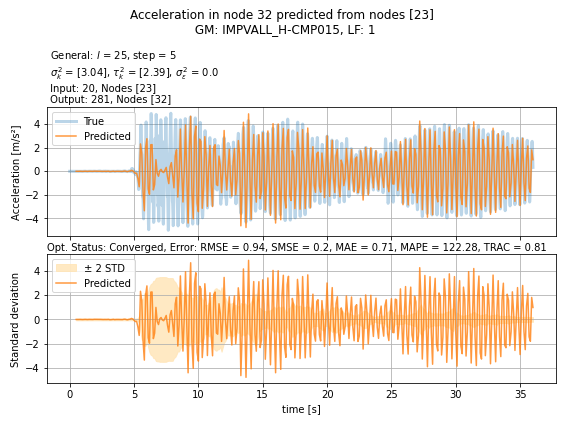 Acceleration in node 32 predicted from nodes [23]
GM: IMPVALL_H-CMP015, LF: 1
General: l = 25, step = 5
σ²ₖ = [3.04], τ²ₖ = [2.39], σ²ε = 0.0
Input: 20, Nodes [23]
Output: 281, Nodes [32]
True
Predicted
Acceleration [m/s²]
4
2
0
−2
−4
Opt. Status: Converged, Error: RMSE = 0.94, SMSE = 0.2, MAE = 0.71, MAPE = 122.28, TRAC = 0.81
± 2 STD
Predicted
Standard deviation
4
2
0
−2
−4
0 5 10 15 20 25 30 35
time [s]